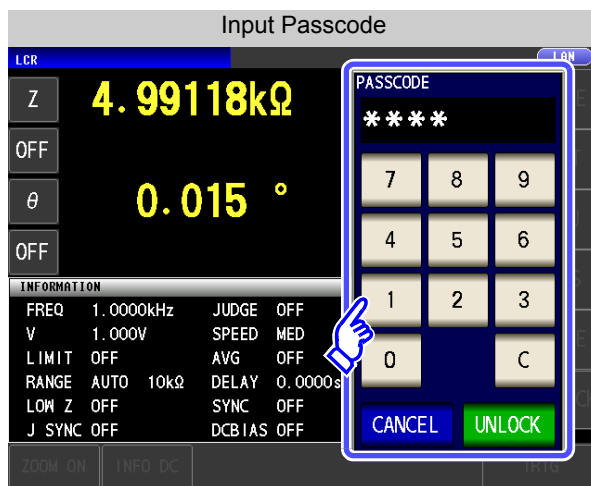 Input Passcode
LCR
LAN
Z 4.99118kΩ
OFF
θ 0.015 °
OFF
INFORMATION
FREQ 1.0000kHz JUDGE OFF
V 1.000V SPEED MED
LIMIT OFF AVG OFF
RANGE AUTO 10kΩ DELAY 0.0000s
LOW Z OFF SYNC OFF
J SYNC OFF DCBIAS OFF
ZOOM ON INFO DC
PASSCODE
****
7 8 9
4 5 6
1 2 3
0 C
CANCEL UNLOCK